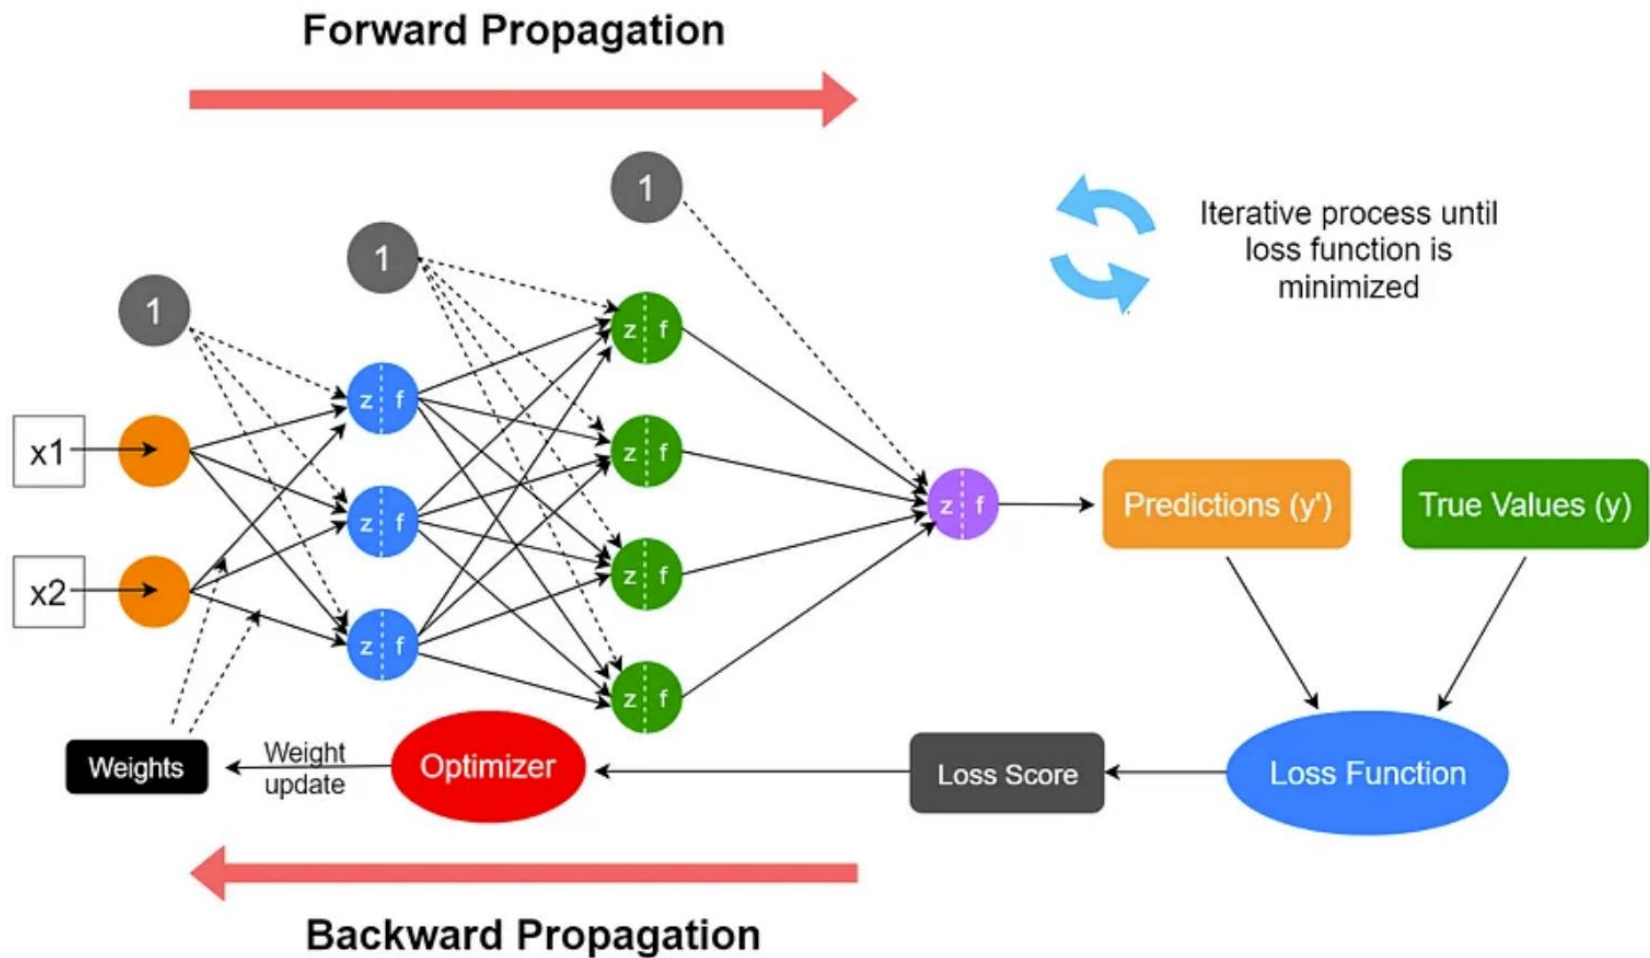 Forward Propagation
1
1
1
Iterative process until
loss function is
minimized
z f
z f
x1
z f
z f
z f
z f
Predictions (y')
True Values (y)
x2
z f
z f
Weights
Weight
update
Optimizer
Loss Score
Loss Function
Backward Propagation